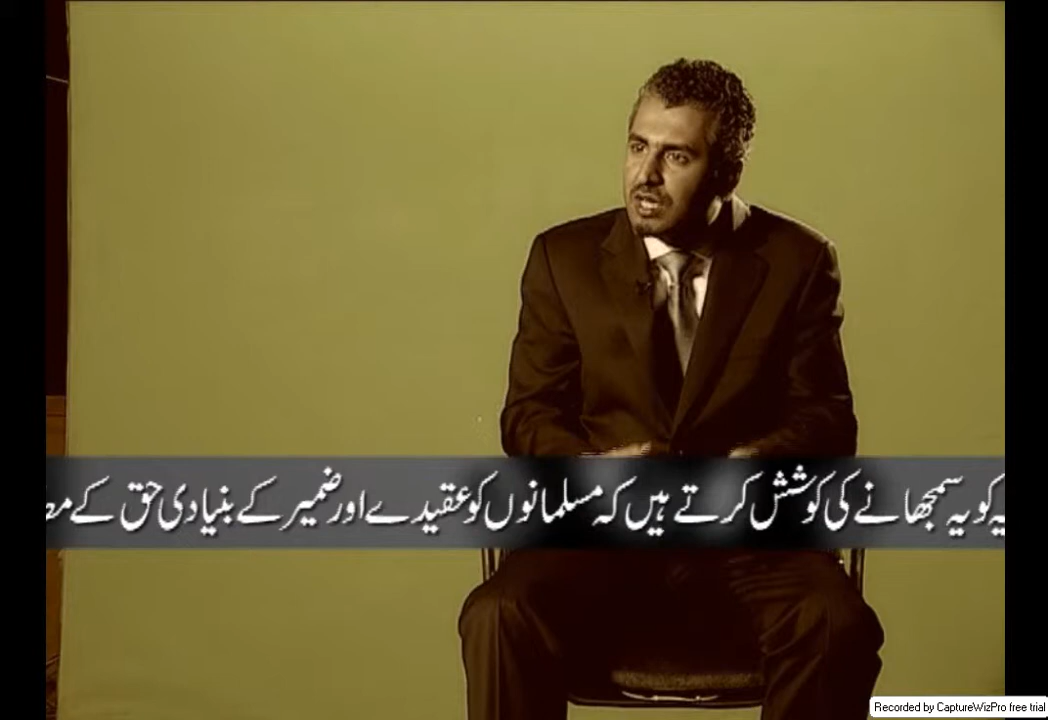 کو یہ سمجھانے کی کوشش کرتے ہیں کہ مسلمانوں کو عقیدے اور ضمیر کے بنیادی حق کے
Recorded by CaptureWizPro free trial